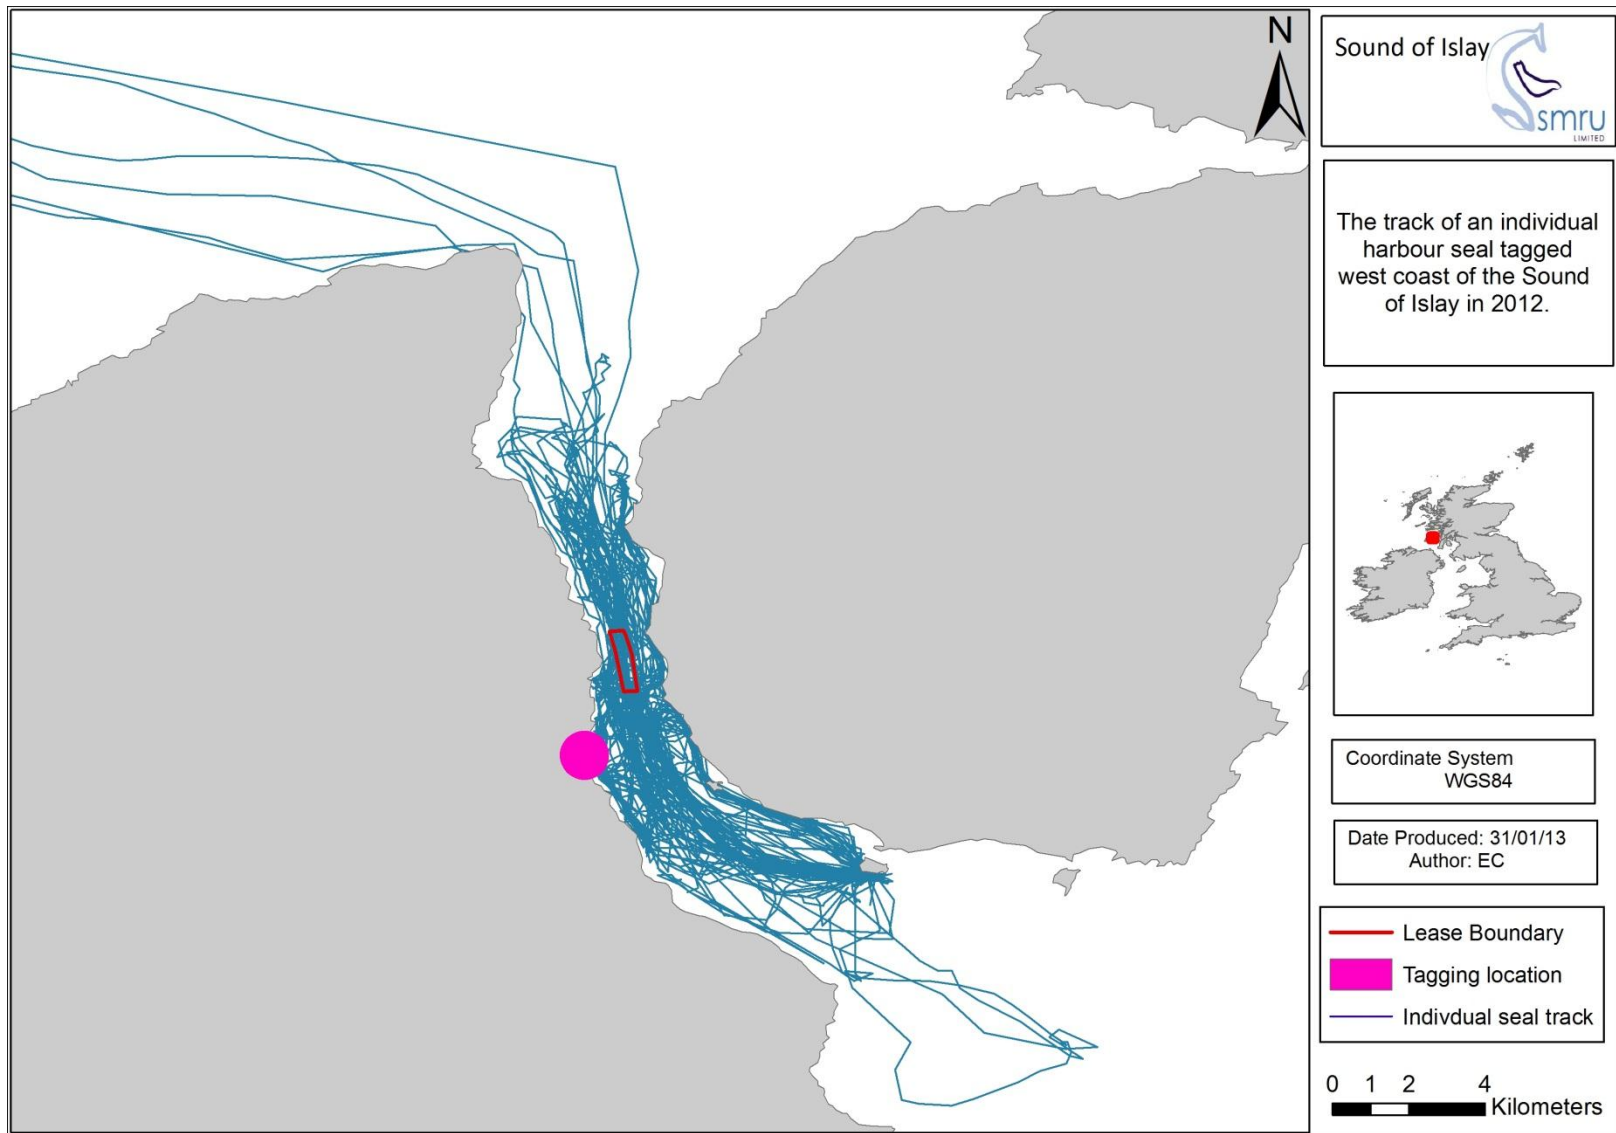 N
Sound of Islay
smru
LIMITED
The track of an individual
harbour seal tagged
west coast of the Sound
of Islay in 2012.
Coordinate System
WGS84
Date Produced: 31/01/13
Author: EC
Lease Boundary
Tagging location
Indivdual seal track
0 1 2 4
Kilometers